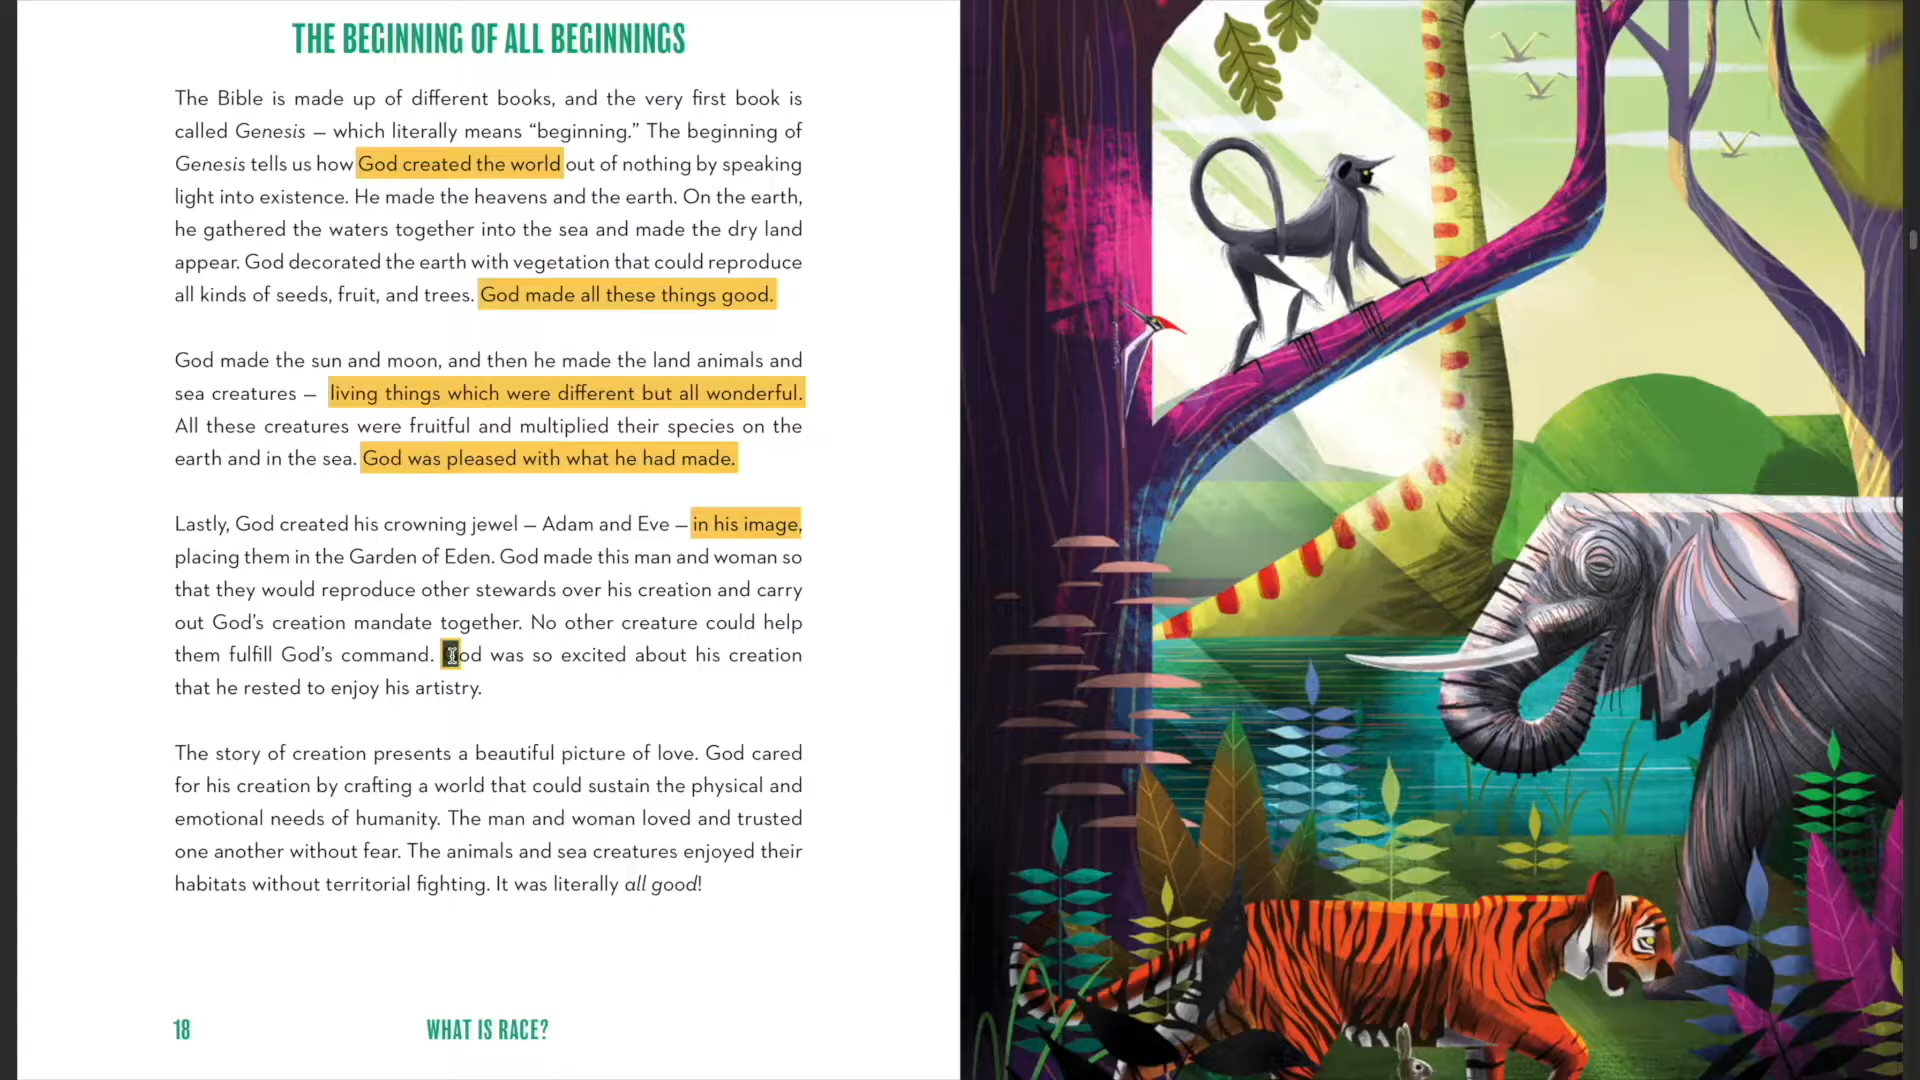 THE BEGINNING OF ALL BEGINNINGS
The Bible is made up of different books, and the very first book is
called Genesis – which literally means “beginning.” The beginning of
Genesis tells us how God created the world out of nothing by speaking
light into existence. He made the heavens and the earth. On the earth,
he gathered the waters together into the sea and made the dry land
appear. God decorated the earth with vegetation that could reproduce
all kinds of seeds, fruit, and trees. God made all these things good.
God made the sun and moon, and then he made the land animals and
sea creatures – living things which were different but all wonderful.
All these creatures were fruitful and multiplied their species on the
earth and in the sea. God was pleased with what he had made.
Lastly, God created his crowning jewel – Adam and Eve – in his image,
placing them in the Garden of Eden. God made this man and woman so
that they would reproduce other stewards over his creation and carry
out God’s creation mandate together. No other creature could help
them fulfill God’s command. God was so excited about his creation
that he rested to enjoy his artistry.
The story of creation presents a beautiful picture of love. God cared
for his creation by crafting a world that could sustain the physical and
emotional needs of humanity. The man and woman loved and trusted
one another without fear. The animals and sea creatures enjoyed their
habitats without territorial fighting. It was literally all good!
18 WHAT IS RACE?